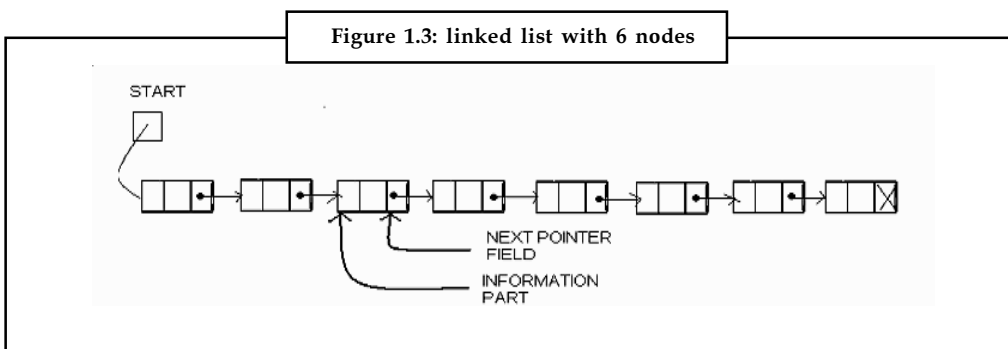 Figure 1.3: linked list with 6 nodes
START
NEXT POINTER
FIELD
INFORMATION
PART